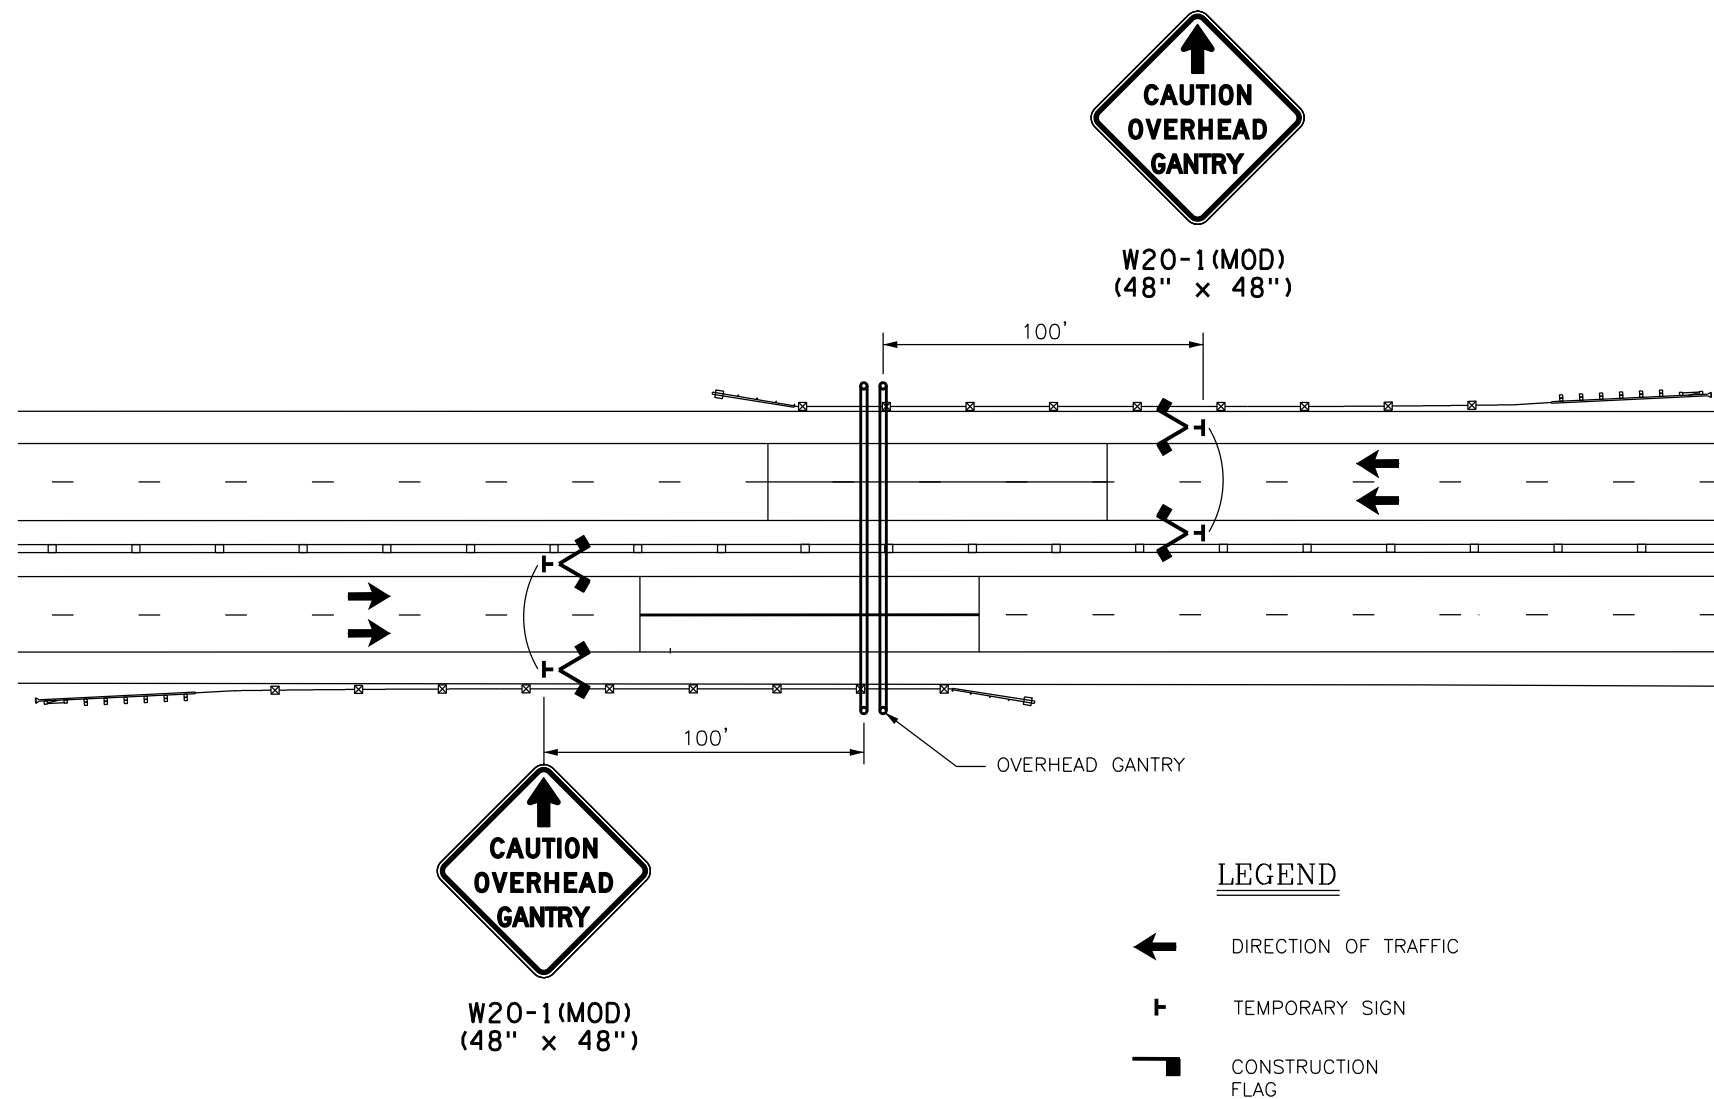 CAUTION
OVERHEAD
GANTRY
W20-1(MOD)
(48" x 48")
100'
100'
OVERHEAD GANTRY
CAUTION
OVERHEAD
GANTRY
W20-1(MOD)
(48" x 48")
LEGEND
DIRECTION OF TRAFFIC
TEMPORARY SIGN
CONSTRUCTION
FLAG